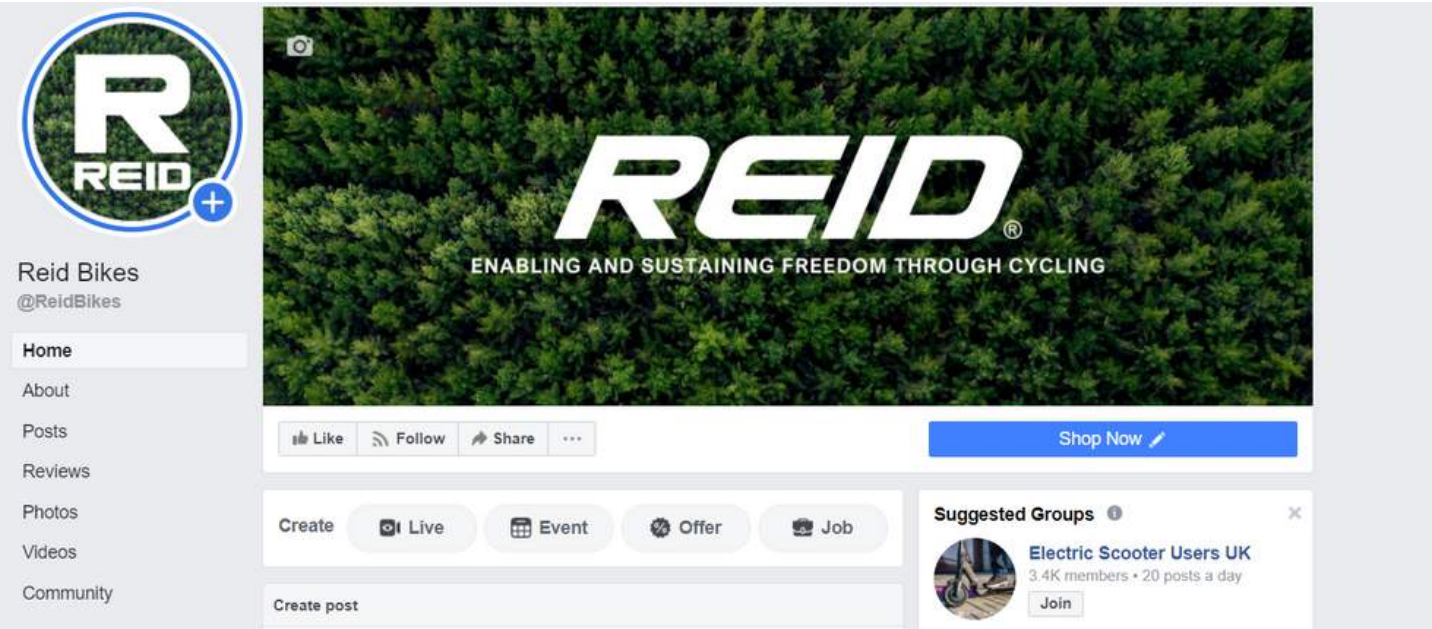 R
REID
REID®
ENABLING AND SUSTAINING FREEDOM THROUGH CYCLING
Reid Bikes
@ReidBikes
Home
About
Posts
Reviews
Photos
Videos
Community
Like Follow Share ...
Shop Now
Create Live Event Offer Job
Create post
Suggested Groups
Electric Scooter Users UK
3.4K members • 20 posts a day
Join